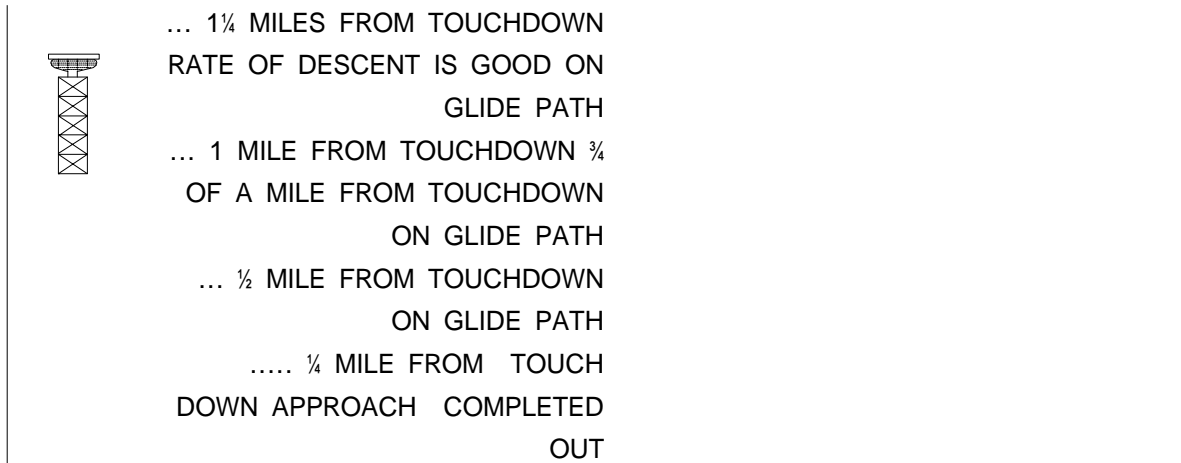 … 1¼ MILES FROM TOUCHDOWN
RATE OF DESCENT IS GOOD ON
GLIDE PATH
… 1 MILE FROM TOUCHDOWN ¾
OF A MILE FROM TOUCHDOWN
ON GLIDE PATH
… ½ MILE FROM TOUCHDOWN
ON GLIDE PATH
….. ¼ MILE FROM TOUCH
DOWN APPROACH COMPLETED
OUT